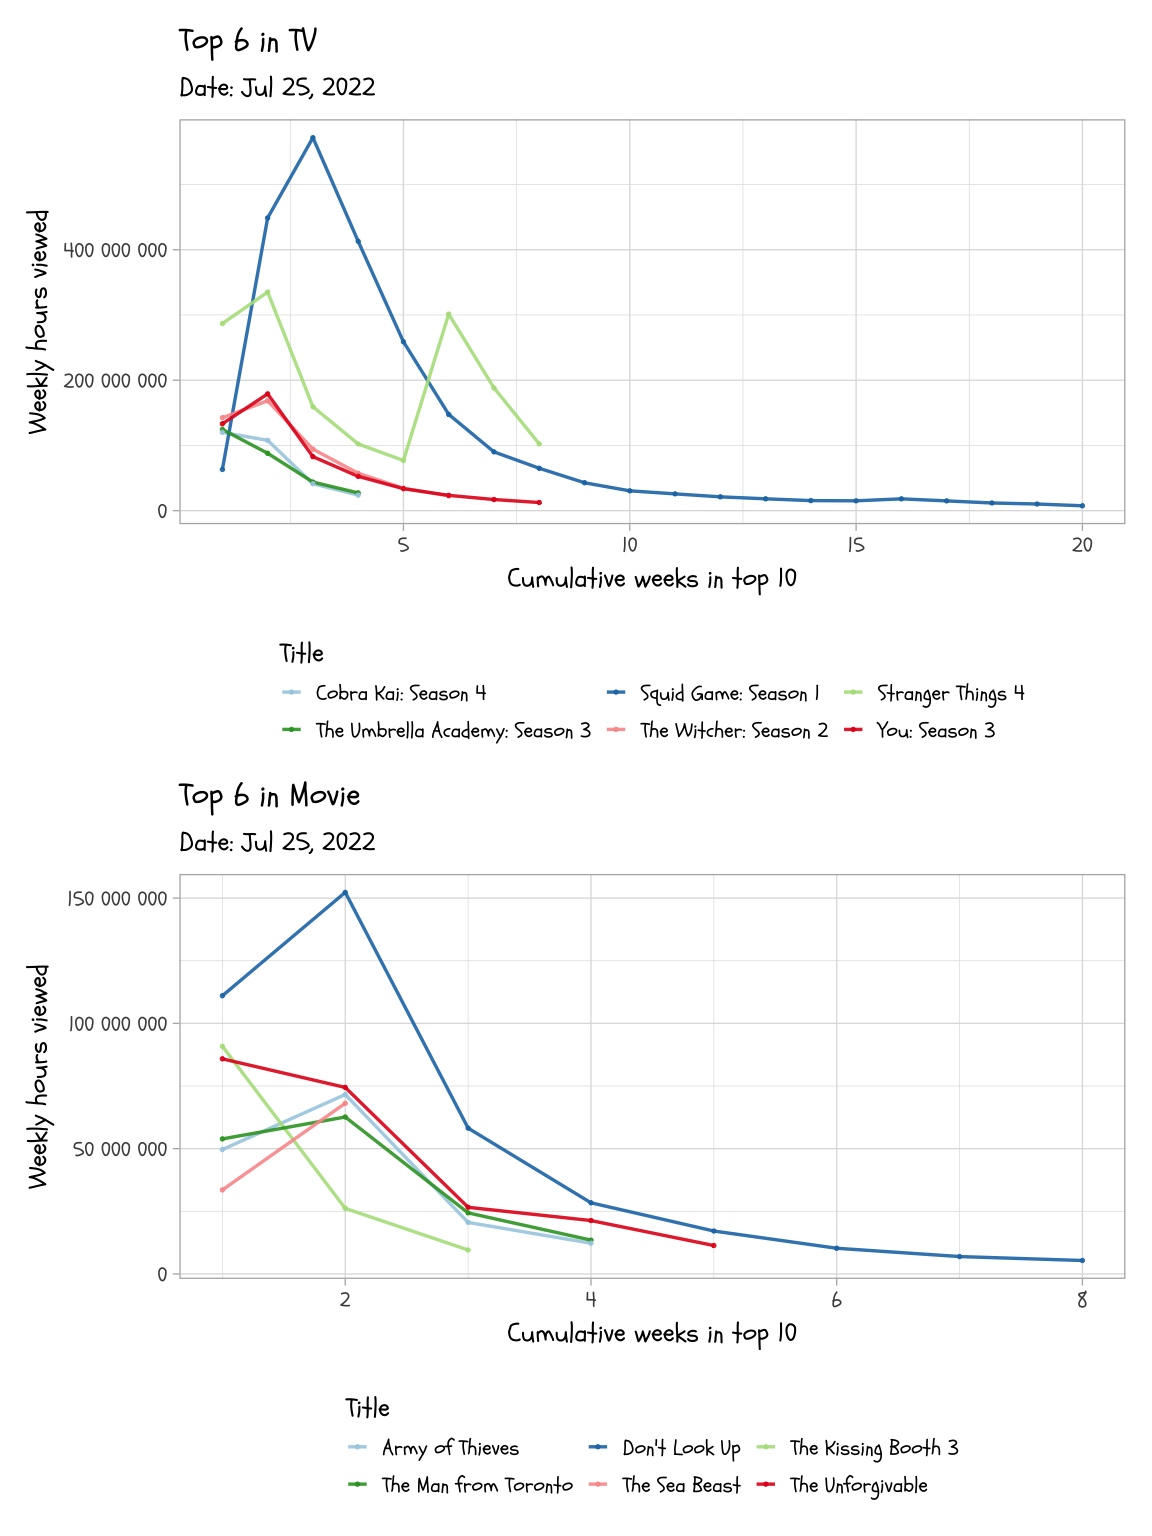 Top 6 in TV
Date: Jul 25, 2022
Weekly hours viewed
400 000 000
200 000 000
0
5 10 15 20
Cumulative weeks in top 10
Title
Cobra Kai: Season 4 Squid Game: Season 1 Stranger Things 4
The Umbrella Academy: Season 3 The Witcher: Season 2 You: Season 3
Top 6 in Movie
Date: Jul 25, 2022
Weekly hours viewed
150 000 000
100 000 000
50 000 000
0
2 4 6 8
Cumulative weeks in top 10
Title
Army of Thieves Don't Look Up The Kissing Booth 3
The Man from Toronto The Sea Beast The Unforgivable